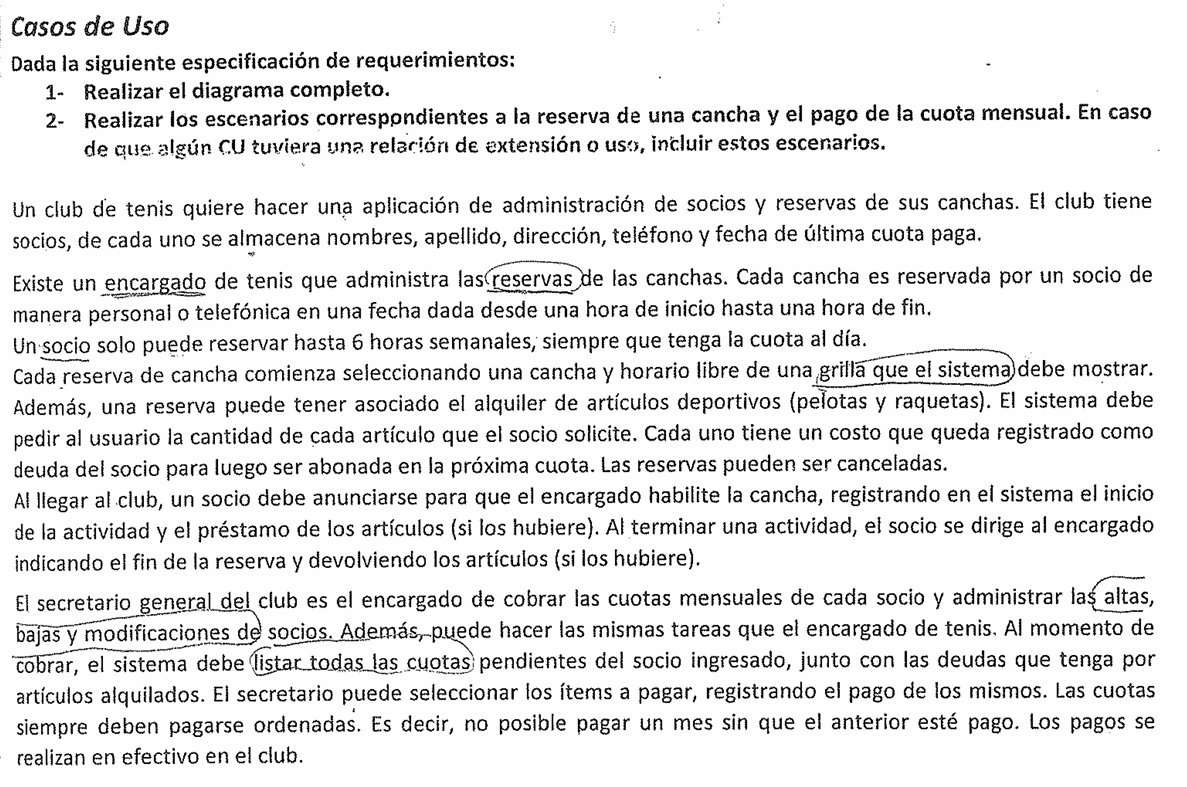 Casos de Uso
Dada la siguiente especificación de requerimientos:
1- Realizar el diagrama completo.
2- Realizar los escenarios correspondientes a la reserva de una cancha y el pago de la cuota mensual. En caso
de que algún CU tuviera una relación de extensión o uso, incluir estos escenarios.
Un club de tenis quiere hacer una aplicación de administración de socios y reservas de sus canchas. El club tiene
socios, de cada uno se almacena nombres, apellido, dirección, teléfono y fecha de última cuota paga.
Existe un encargado de tenis que administra las reservas de las canchas. Cada cancha es reservada por un socio de
manera personal o telefónica en una fecha dada desde una hora de inicio hasta una hora de fin.
Un socio solo puede reservar hasta 6 horas semanales, siempre que tenga la cuota al día.
Cada reserva de cancha comienza seleccionando una cancha y horario libre de una grilla que el sistema debe mostrar.
Además, una reserva puede tener asociado el alquiler de artículos deportivos (pelotas y raquetas). El sistema debe
pedir al usuario la cantidad de cada artículo que el socio solicite. Cada uno tiene un costo que queda registrado como
deuda del socio para luego ser abonada en la próxima cuota. Las reservas pueden ser canceladas.
Al llegar al club, un socio debe anunciarse para que el encargado habilite la cancha, registrando en el sistema el inicio
de la actividad y el préstamo de los artículos (si los hubiere). Al terminar una actividad, el socio se dirige al encargado
indicando el fin de la reserva y devolviendo los artículos (si los hubiere).
El secretario general del club es el encargado de cobrar las cuotas mensuales de cada socio y administrar las altas,
bajas y modificaciones de socios. Además, puede hacer las mismas tareas que el encargado de tenis. Al momento de
cobrar, el sistema debe listar todas las cuotas pendientes del socio ingresado, junto con las deudas que tenga por
artículos alquilados. El secretario puede seleccionar los ítems a pagar, registrando el pago de los mismos. Las cuotas
siempre deben pagarse ordenadas. Es decir, no posible pagar un mes sin que el anterior esté pago. Los pagos se
realizan en efectivo en el club.